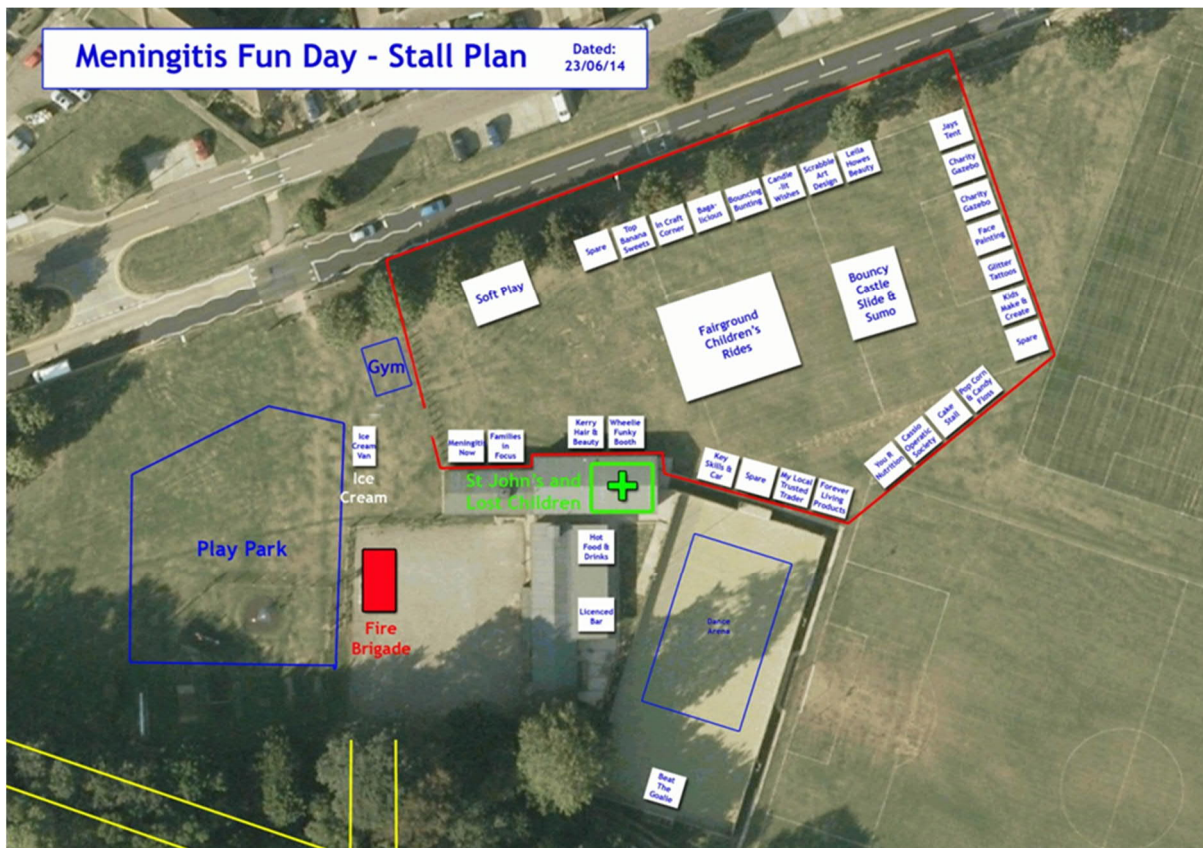 Meningitis Fun Day - Stall Plan
Dated:
23/06/14
Jays
Tent
Charity
Gazebo
Charity
Gazebo
Face
Painting
Glitter
Tattoos
Kids
Make &
Create
Spare
Leila
Howes
Beauty
Scrabble
Art
Design
Candle
-lit
Wishes
Bouncing
Bunting
Baga-
licious
In Craft
Corner
Top
Banana
Sweets
Spare
Soft Play
Fairground
Children's
Rides
Bouncy
Castle
Slide &
Sumo
Gym
Pop Corn
& Candy
Floss
Cake
Stall
Cassio
Operatic
Society
You R
Nutrition
Ice
Cream
Van
Ice
Cream
Meningitis
Now
Families
In
Focus
Kerry
Hair &
Beauty
Wheelie
Funky
Booth
Key
Skills &
Car
Spare
My Local
Trusted
Trader
Forever
Living
Products
St John's and
Lost Children
Play Park
Hot
Food &
Drinks
Licenced
Bar
Fire
Brigade
Dance
Arena
Beat
The
Goalie